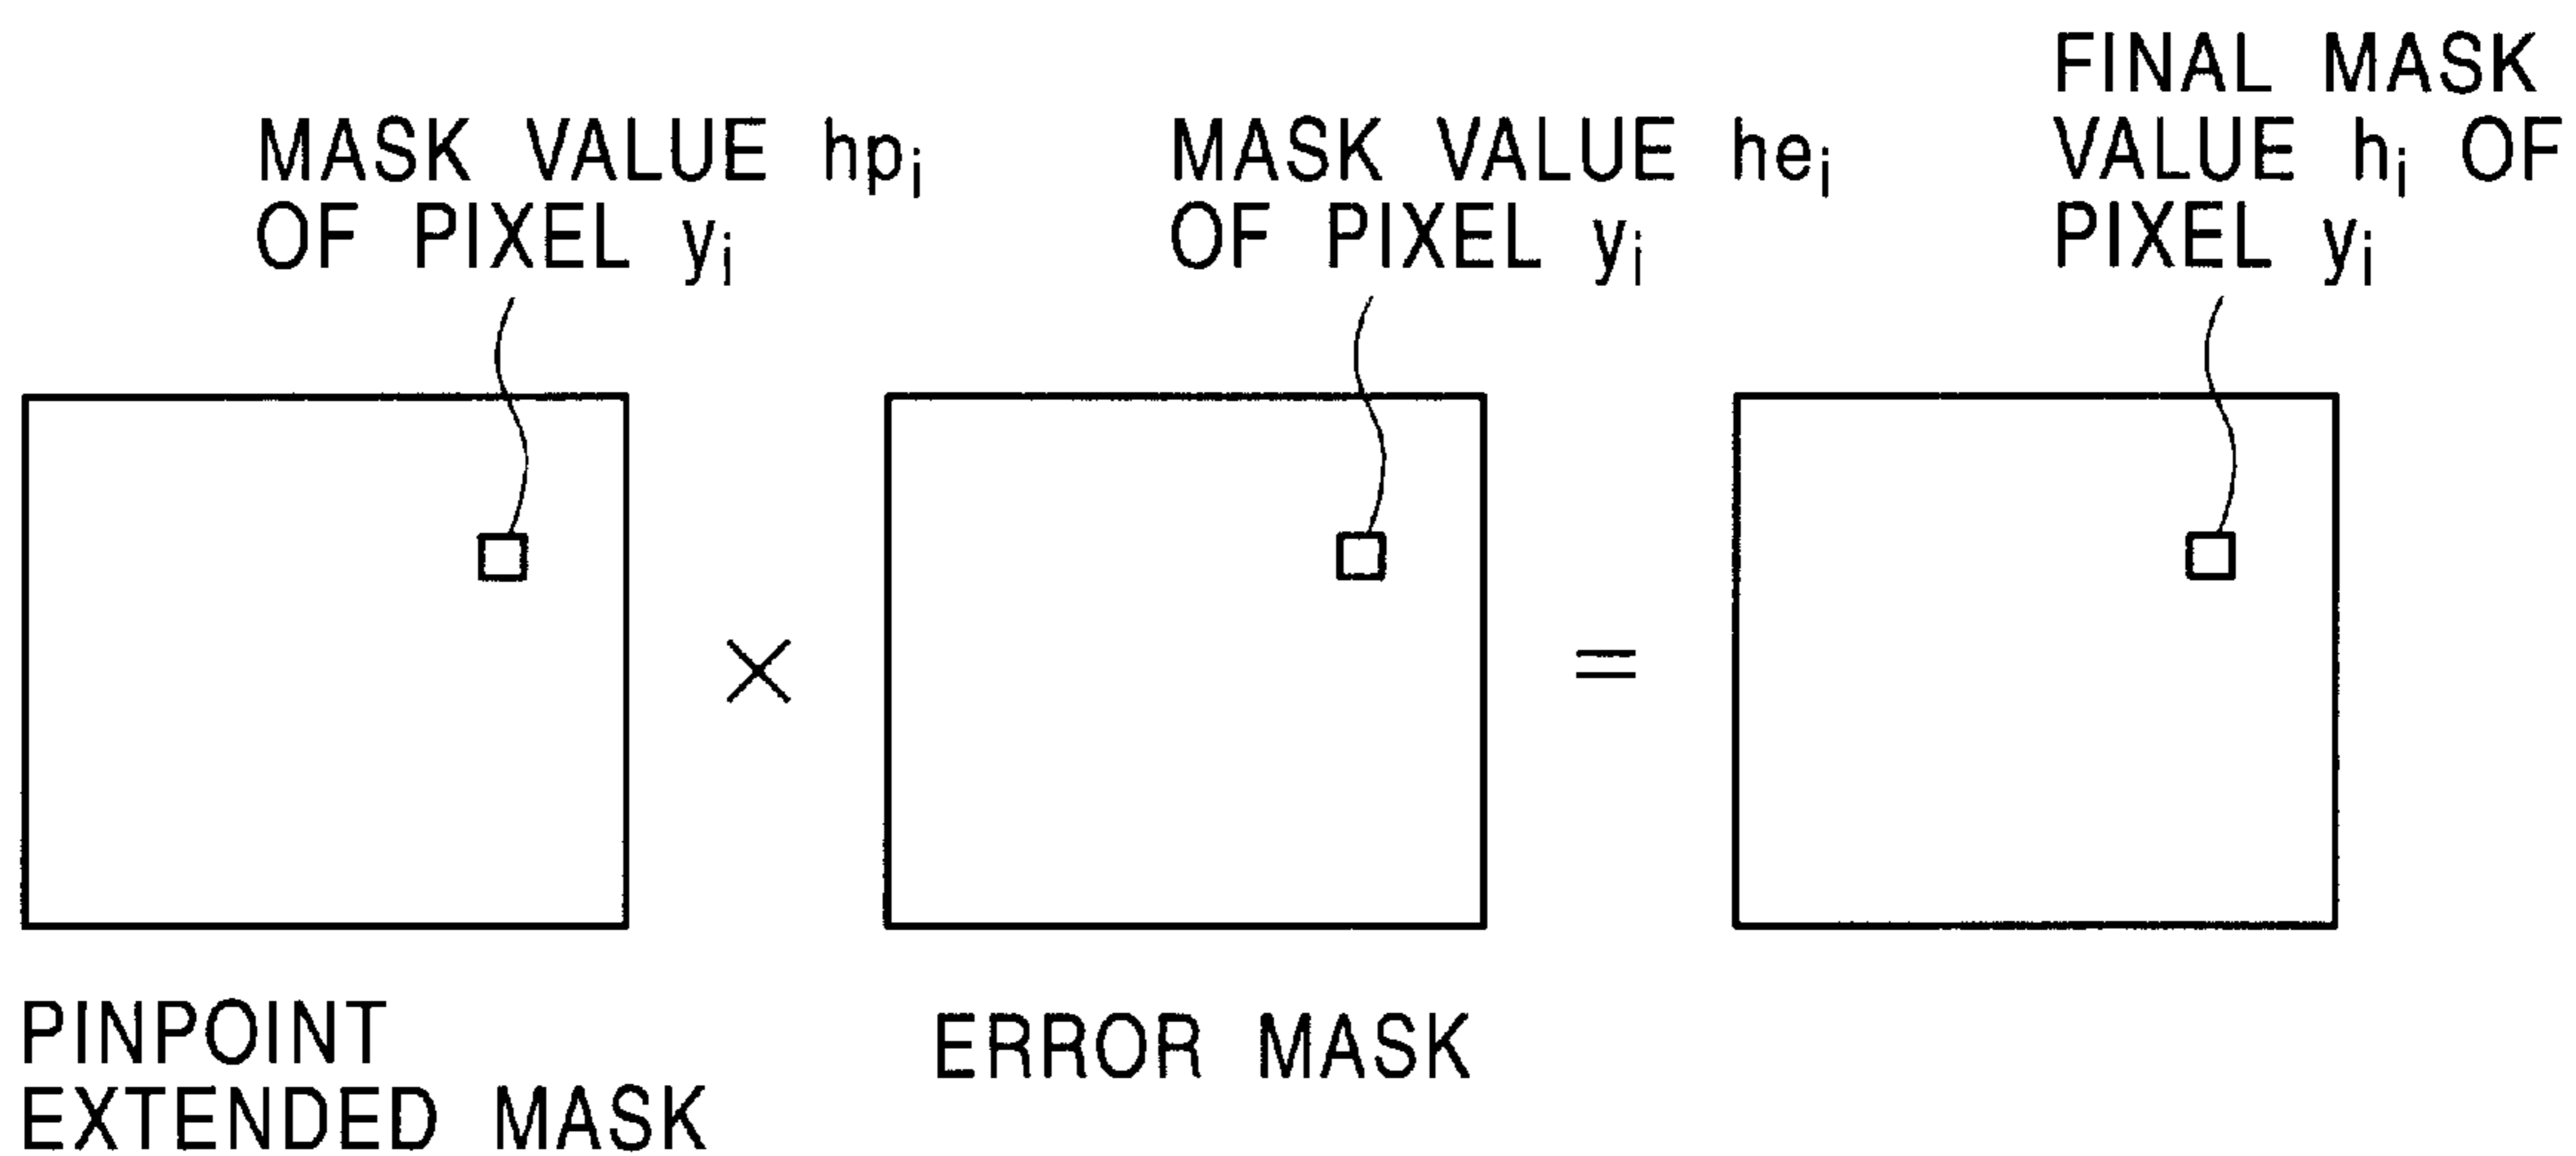 MASK VALUE hpᵢ
OF PIXEL yᵢ
MASK VALUE heᵢ
OF PIXEL yᵢ
FINAL MASK
VALUE hᵢ OF
PIXEL yᵢ
×
=
PINPOINT
EXTENDED MASK
ERROR MASK